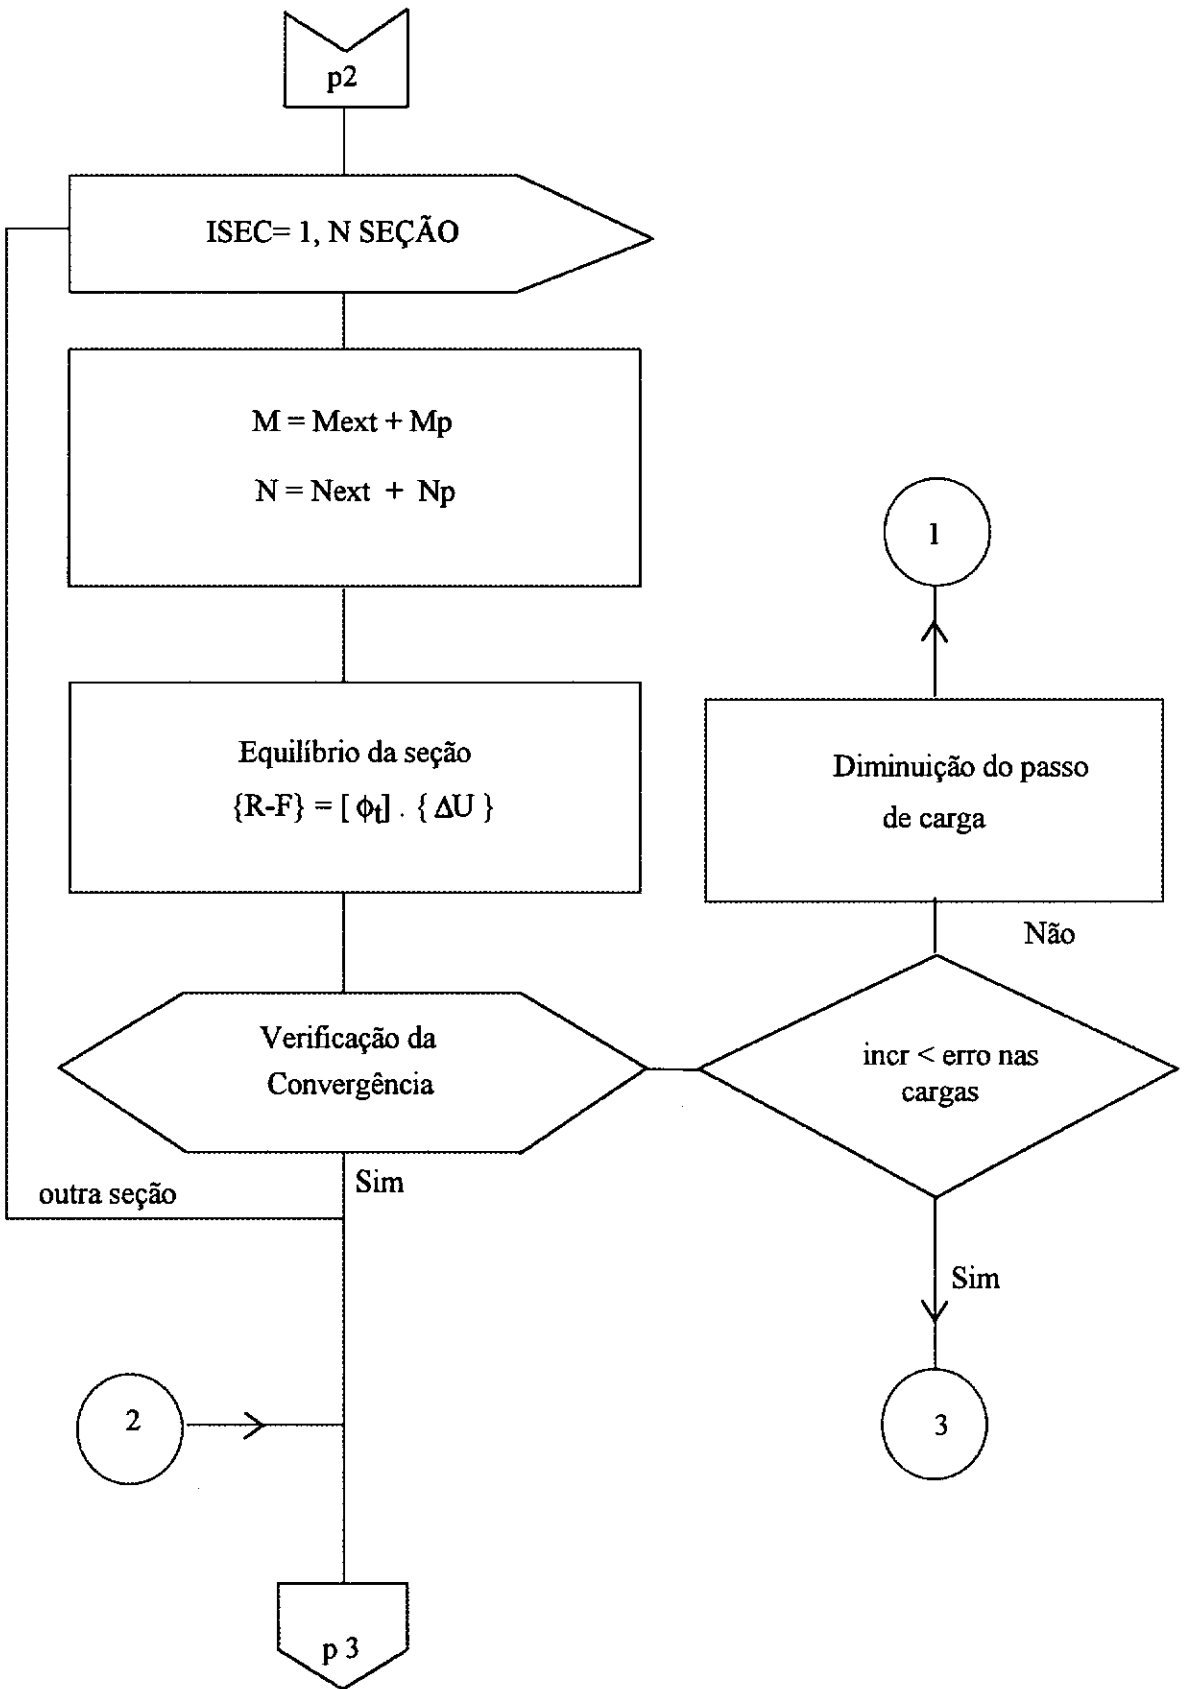 p2
ISEC= 1, N SEÇÃO
M = Mext + Mp
N = Next + Np
1
Equilíbrio da seção
{R-F} = [ ϕt] . { ΔU }
Diminuição do passo
de carga
Não
Verificação da
Convergência
incr < erro nas
cargas
Sim
outra seção
Sim
2
3
p 3